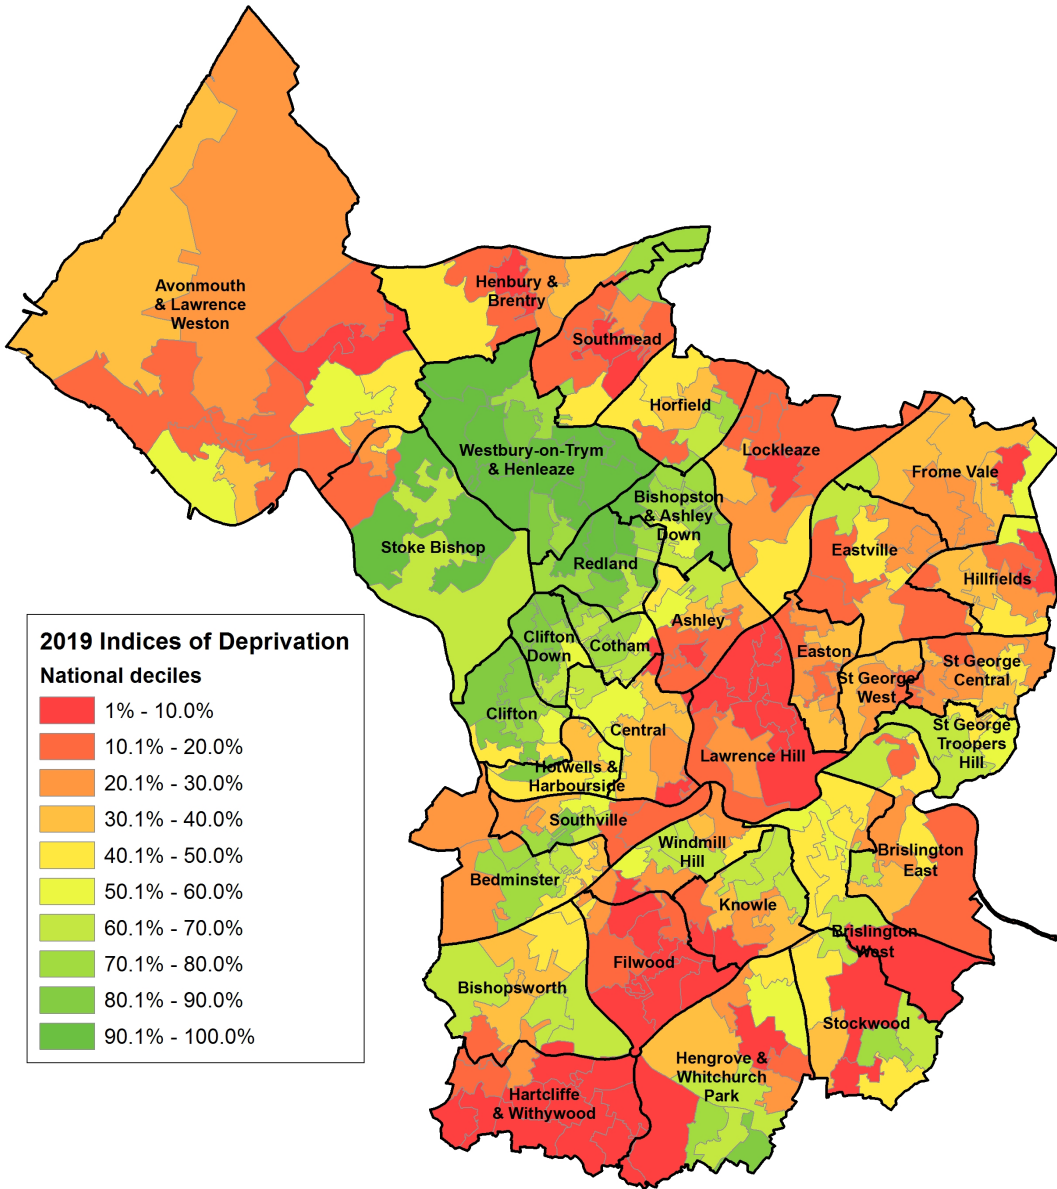 Avonmouth
& Lawrence
Weston
Henbury &
Brentry
Southmead
Horfield
Lockleaze
Westbury-on-Trym
& Henleaze
Frome Vale
Bishopston
& Ashley
Down
Stoke Bishop
Eastville
Redland
Hillfields
Ashley
Clifton
Down
Cotham
Easton
St George
West
St George
Central
Clifton
Central
St George
Troopers
Hill
Lawrence Hill
Hotwells &
Harbourside
Southville
Windmill
Hill
Brislington
East
Bedminster
Knowle
Brislington
West
Filwood
Bishopsworth
Stockwood
Hengrove &
Whitchurch
Park
Hartcliffe
& Withywood
2019 Indices of Deprivation
National deciles
1% - 10.0%
10.1% - 20.0%
20.1% - 30.0%
30.1% - 40.0%
40.1% - 50.0%
50.1% - 60.0%
60.1% - 70.0%
70.1% - 80.0%
80.1% - 90.0%
90.1% - 100.0%